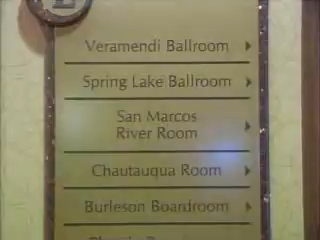 Veramendi Ballroom
Spring Lake Ballroom
San Marcos
River Room
Chautauqua Room
Burleson Boardroom